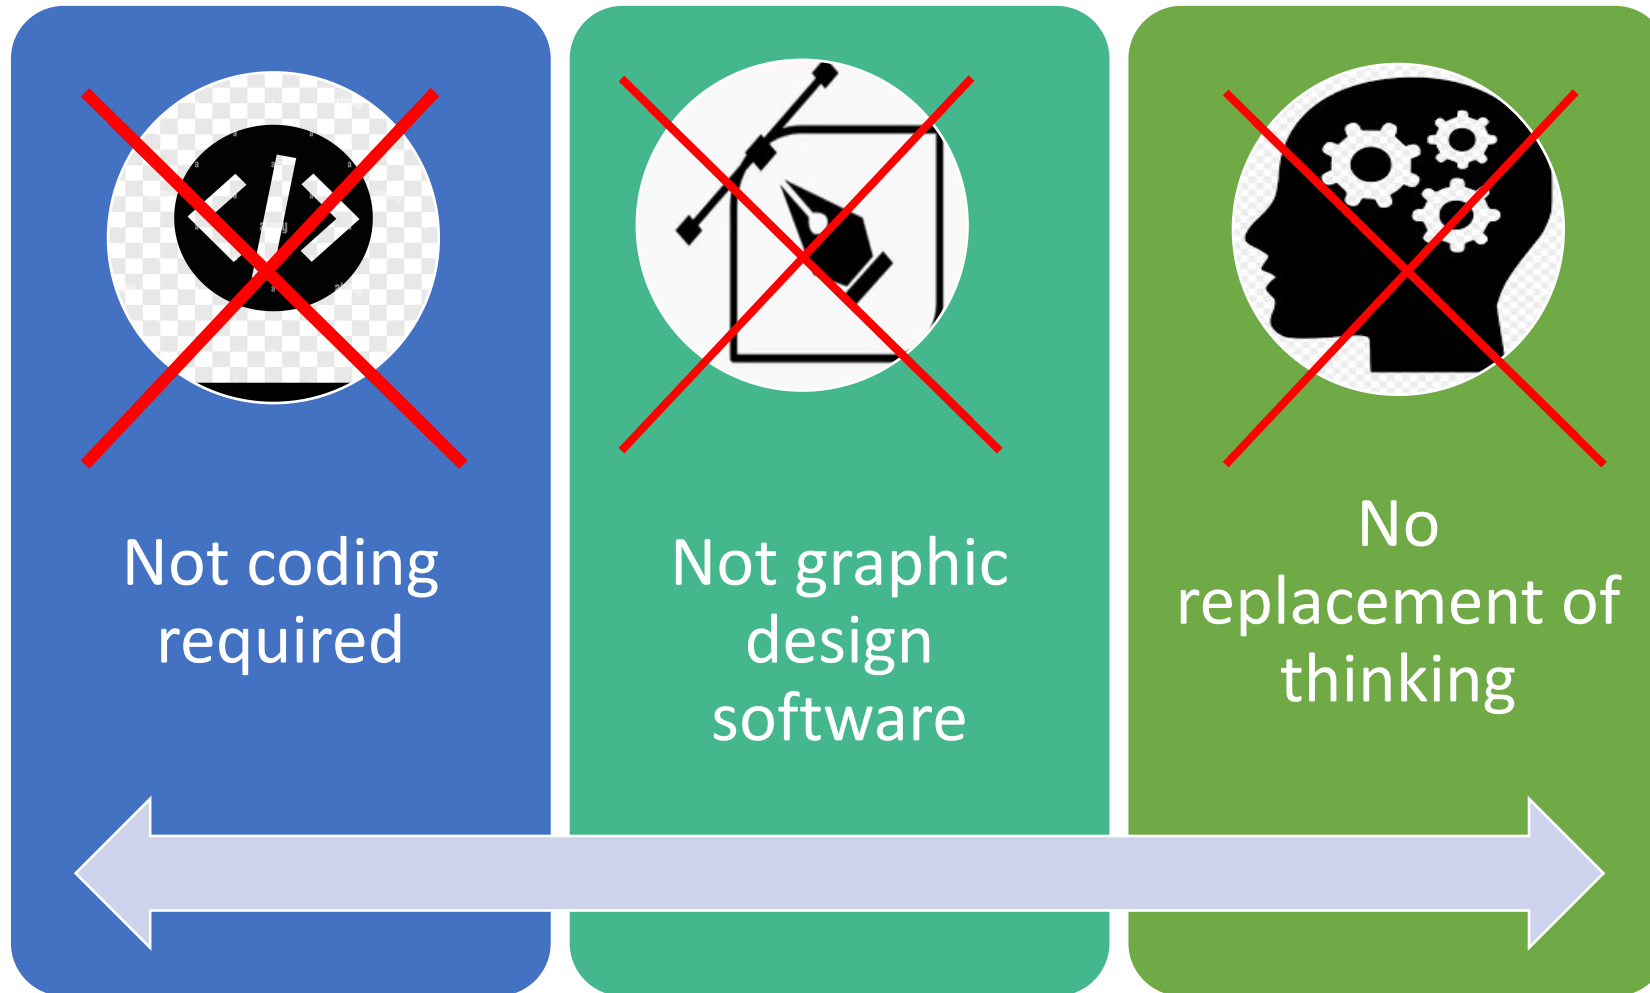 Not coding
required
Not graphic
design
software
No
replacement of
thinking